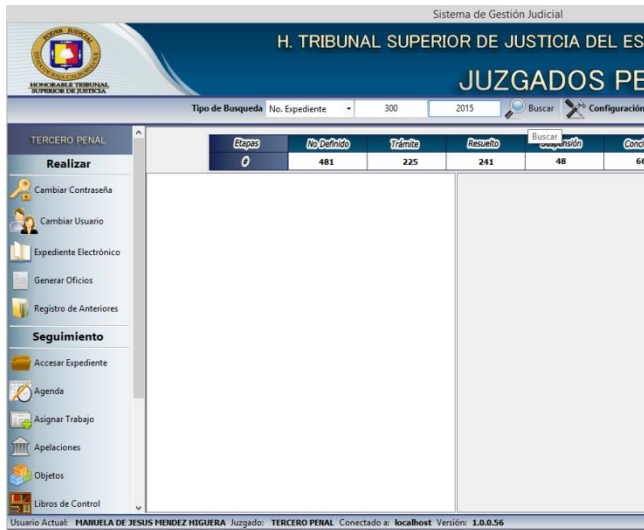 Sistema de Gestión Judicial
PODER JUDICIAL
HONORABLE TRIBUNAL
SUPERIOR DE JUSTICIA
H. TRIBUNAL SUPERIOR DE JUSTICIA DEL ES
JUZGADOS PE
Tipo de Busqueda No. Expediente 300 2015 Buscar Configuración
Buscar
TERCERO PENAL
Etapas No Definido Trámite Resuelto Concl
0 481 225 241 48 66
Realizar
Cambiar Contraseña
Cambiar Usuario
Expediente Electrónico
Generar Oficios
Registro de Anteriores
Seguimiento
Accesar Expediente
Agenda
Asignar Trabajo
Apelaciones
Objetos
Libros de Control
Usuario Actual: MANUELA DE JESUS MENDEZ HIGUERA Juzgado: TERCERO PENAL Conectado a: localhost Versión: 1.0.0.56